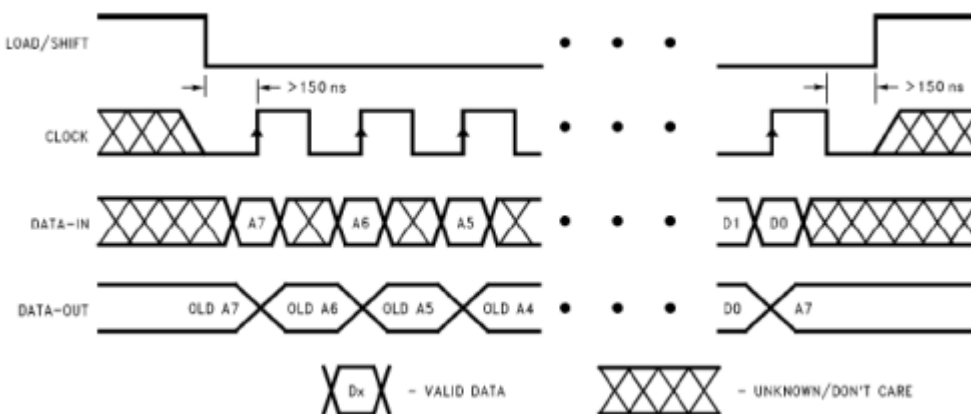 LOAD/SHIFT
>150 ns >150 ns
CLOCK
DATA-IN A7 A6 A5 D1 D0
DATA-OUT OLD A7 OLD A6 OLD A5 OLD A4 D0 A7
Dx - VALID DATA - UNKNOWN/DON'T CARE